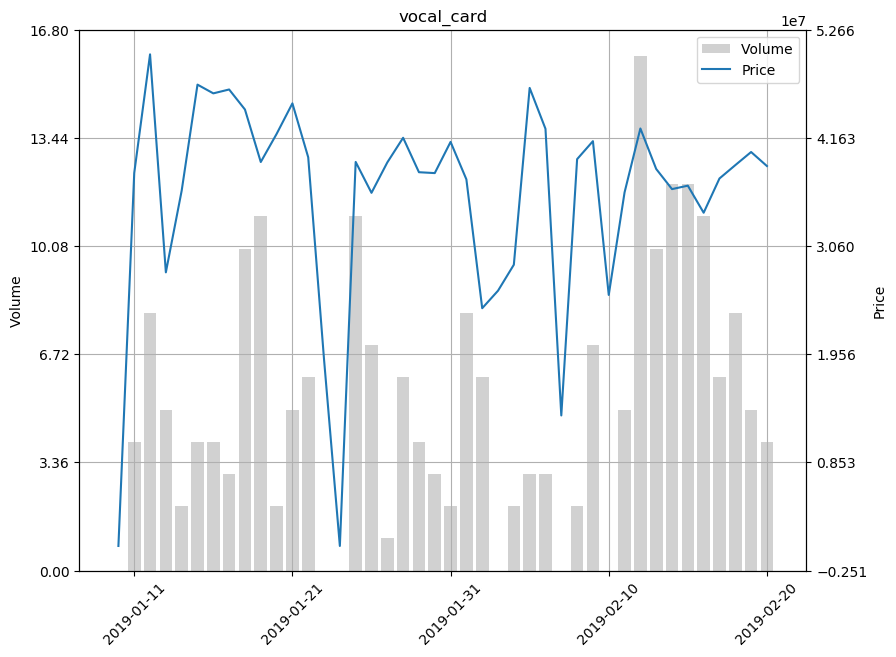 vocal_card
1e7
16.80
13.44
10.08
6.72
3.36
0.00
Volume
5.266
4.163
3.060
1.956
0.853
−0.251
Price
Volume
Price
2019-01-11
2019-01-21
2019-01-31
2019-02-10
2019-02-20